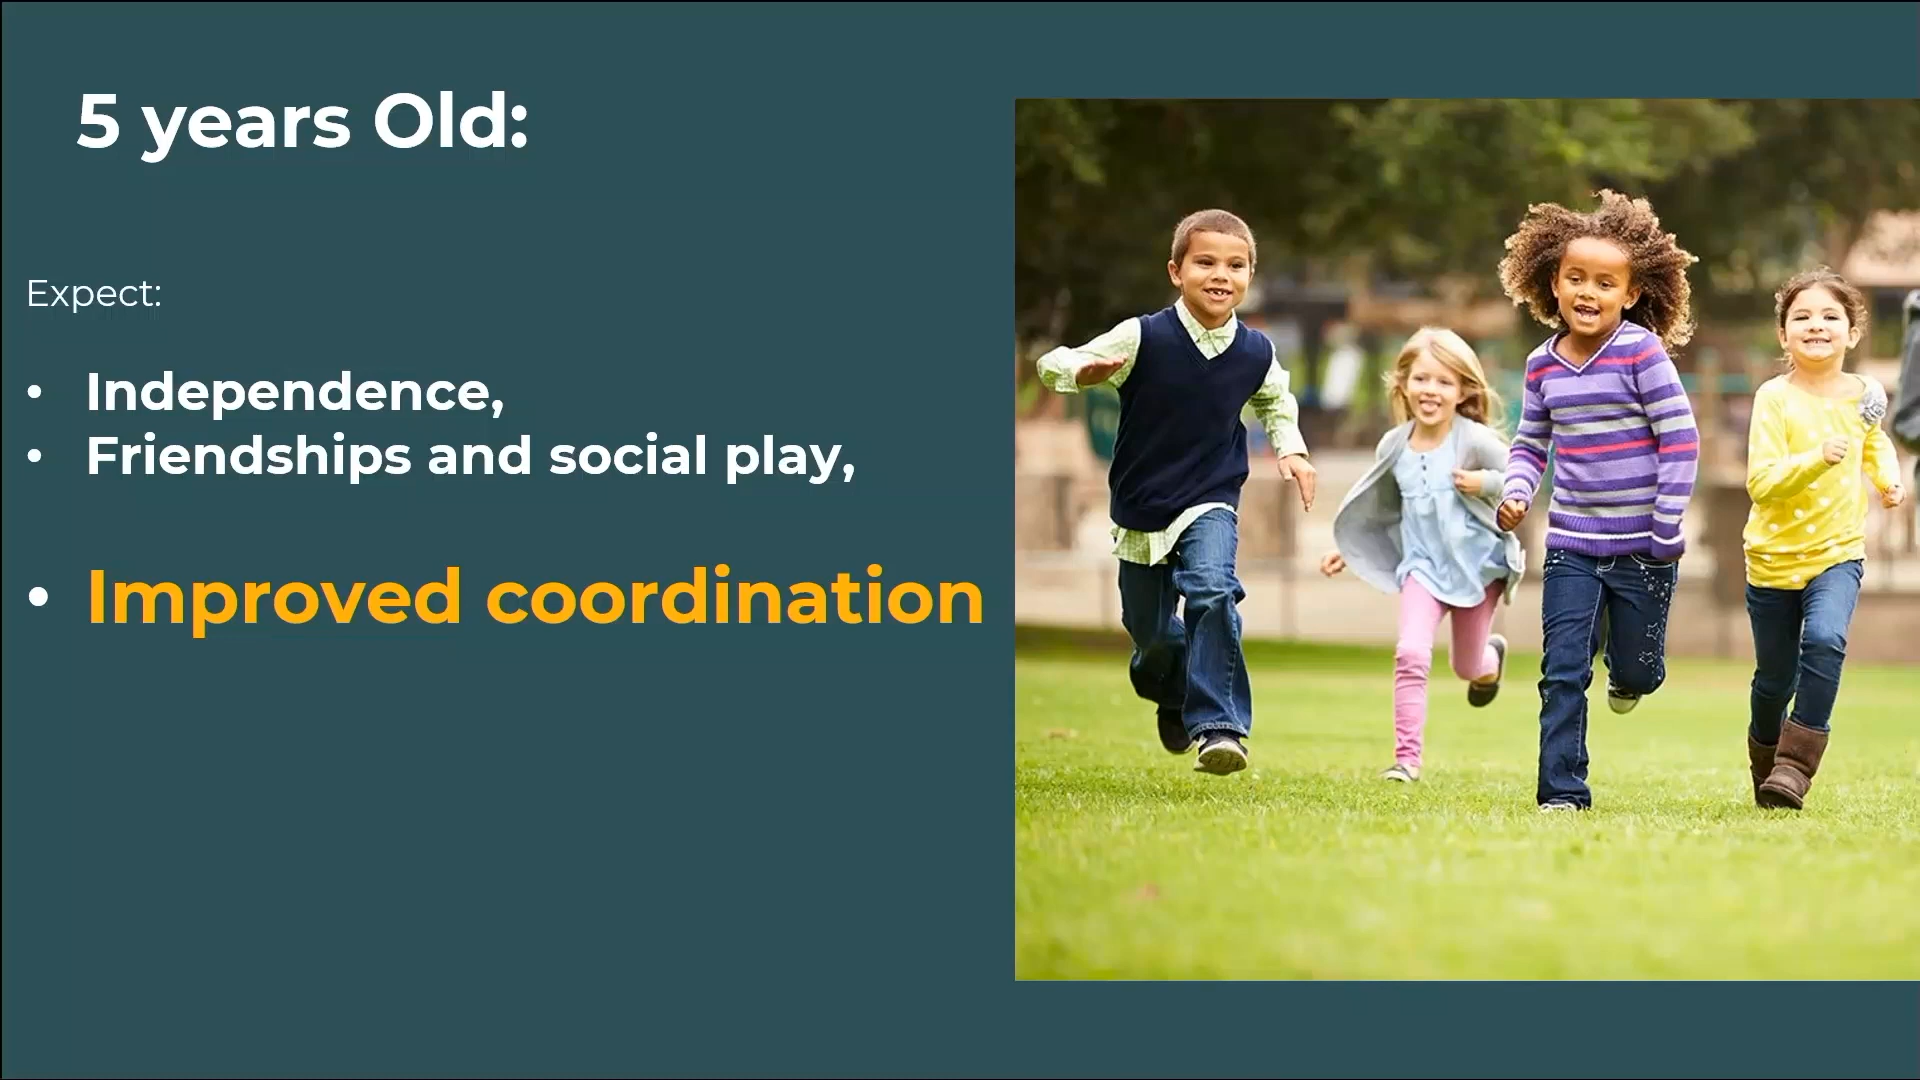 5 years Old:
Expect:
• Independence,
• Friendships and social play,
• Improved coordination